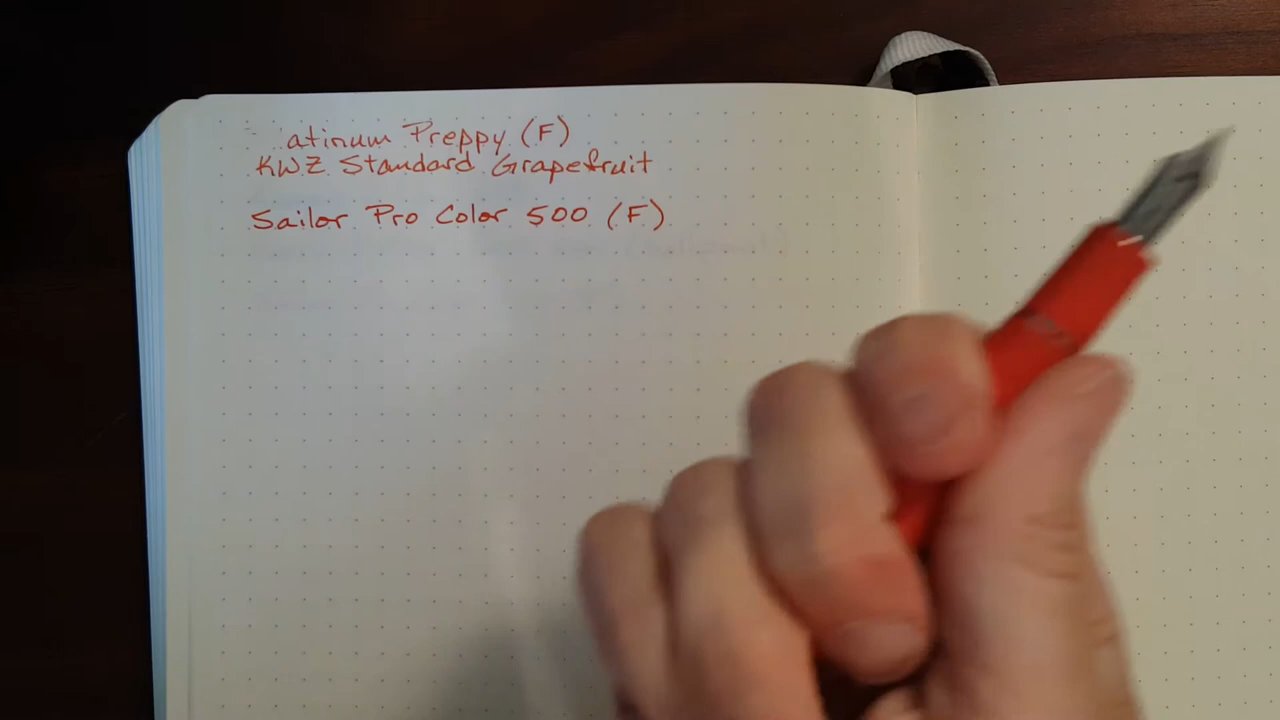 atinum Preppy (F)
KWZ Standard Grapefruit
Sailor Pro Color 500 (F)